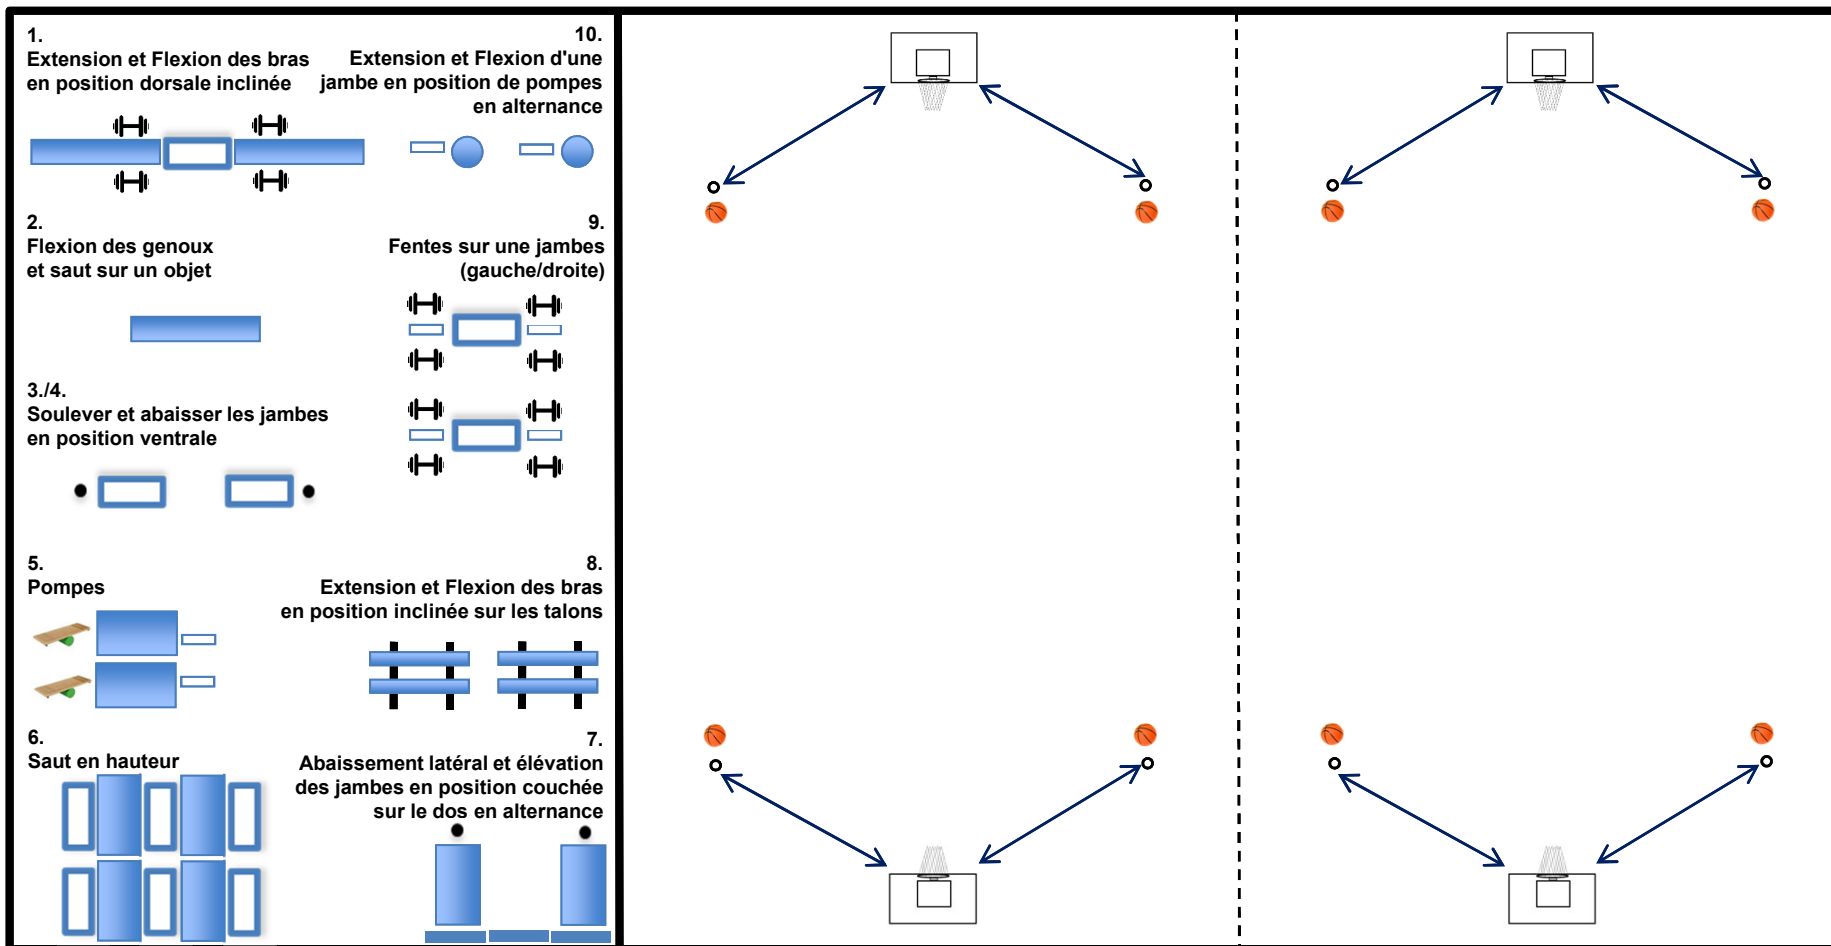 1.
Extension et Flexion des bras
en position dorsale inclinée
10.
Extension et Flexion d'une
jambe en position de pompes
en alternance
2.
Flexion des genoux
et saut sur un objet
9.
Fentes sur une jambes
(gauche/droite)
3./4.
Soulever et abaisser les jambes
en position ventrale
5.
Pompes
8.
Extension et Flexion des bras
en position inclinée sur les talons
6.
Saut en hauteur
7.
Abaissement latéral et élévation
des jambes en position couchée
sur le dos en alternance